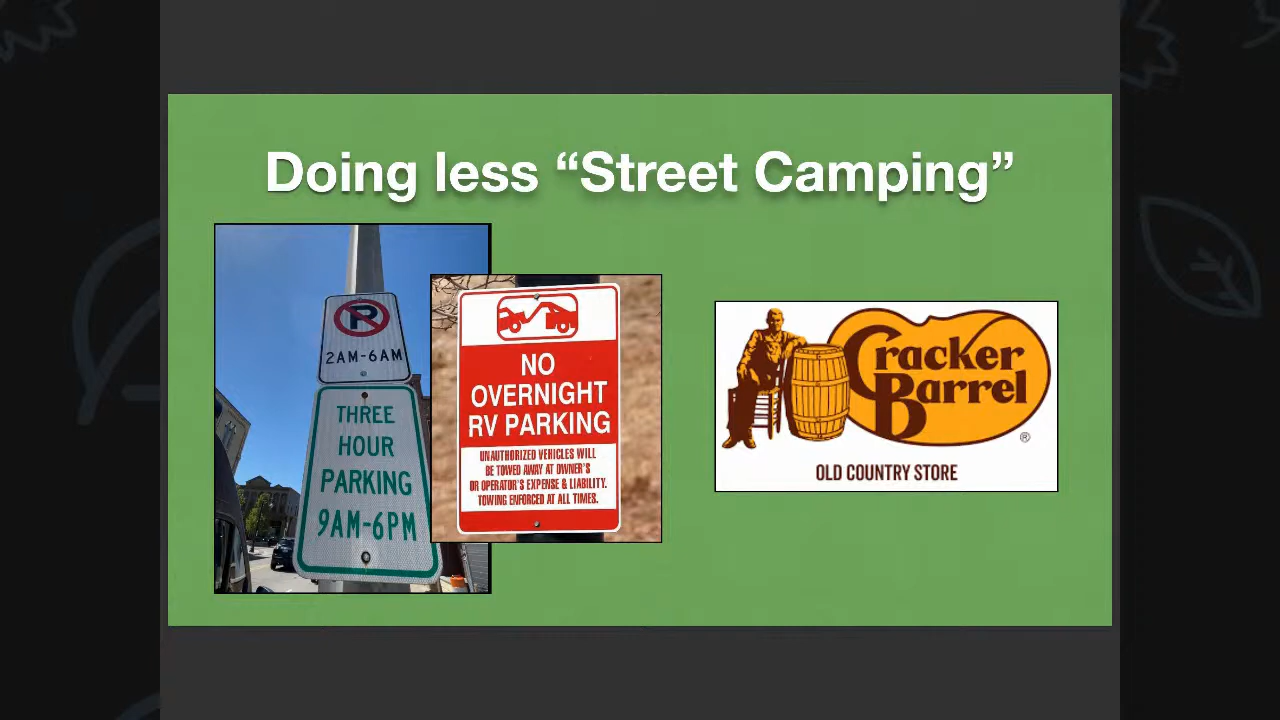 Doing less “Street Camping”
P
2AM-6AM
THREE
HOUR
PARKING
9AM-6PM
NO
OVERNIGHT
RV PARKING
UNAUTHORIZED VEHICLES WILL
BE TOWED AWAY AT OWNER'S
OR OPERATOR'S EXPENSE & LIABILITY.
TOWING ENFORCED AT ALL TIMES.
Cracker
Barrel
®
OLD COUNTRY STORE